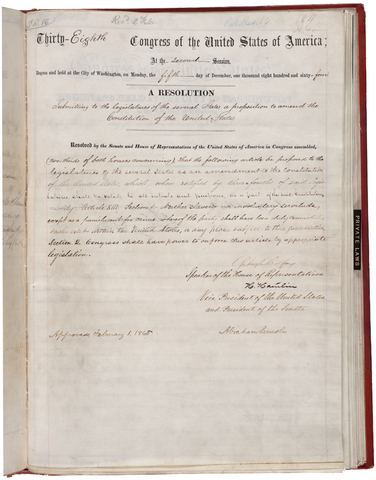 Thirty-Eighth Congress of the United States of America;
At the second Session,
Begun and held at the City of Washington, on Monday, the fifth day of December, one thousand eight hundred and sixty-four
A RESOLUTION
Submitting to the legislatures of the several States a proposition to amend the
Constitution of the United States
Resolved by the Senate and House of Representatives of the United States of America in Congress assembled,
(two-thirds of both houses concurring) that the following article be proposed to the
legislatures of the several States as an amendment to the Constitution
of the United States, which when ratified by three-fourths of said legis
latures shall be valid, to all intents and purposes, as a part of the said Constitution
namely: Article XIII. Section 1. Neither slavery nor involuntary servitude,
except as a punishment for crime whereof the party shall have been duly convicted
shall exist within the United States, or any place subject to their jurisdiction.
Section 2. Congress shall have power to enforce this article by appropriate
legislation.
Speaker of the House of Representatives
H. Hamlin
Vice President of the United States
and President of the Senate
Approved February 1, 1865
Abraham Lincoln
PRIVATE LAWS